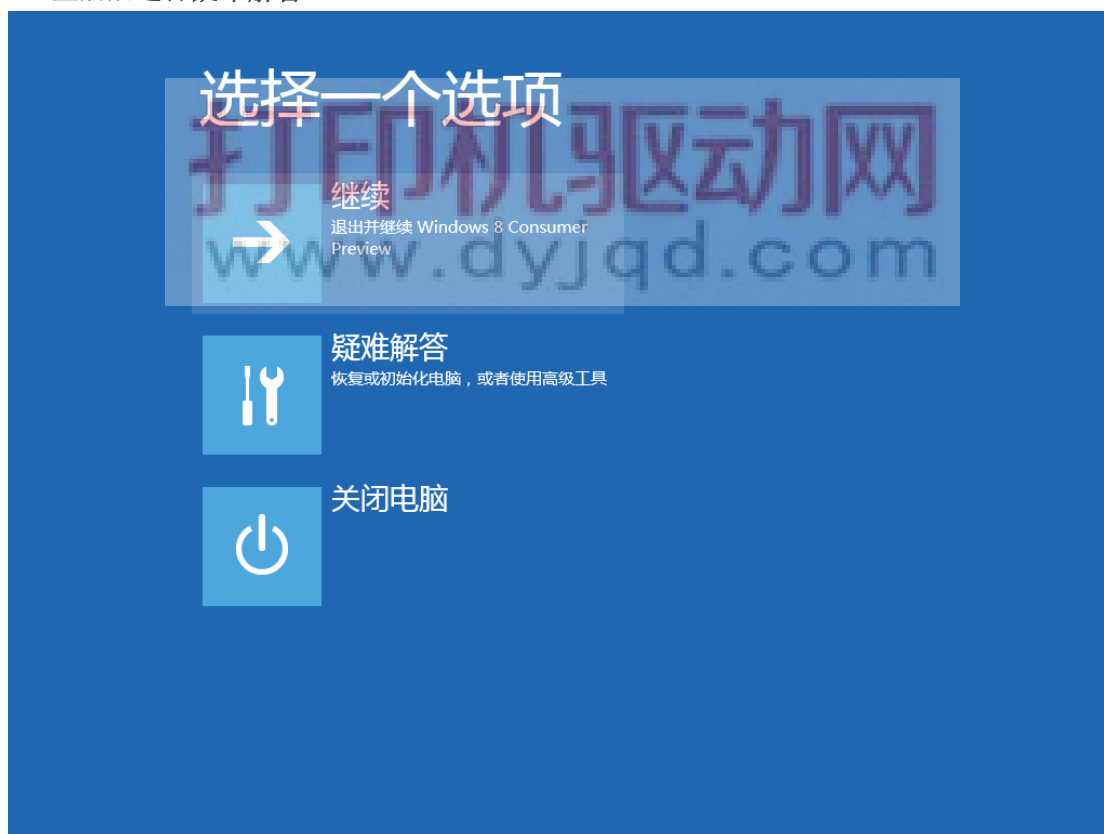 选择一个选项
打印机驱动网
www.dyjqd.com
继续
退出并继续 Windows 8 Consumer
Preview
疑难解答
恢复或初始化电脑，或者使用高级工具
关闭电脑